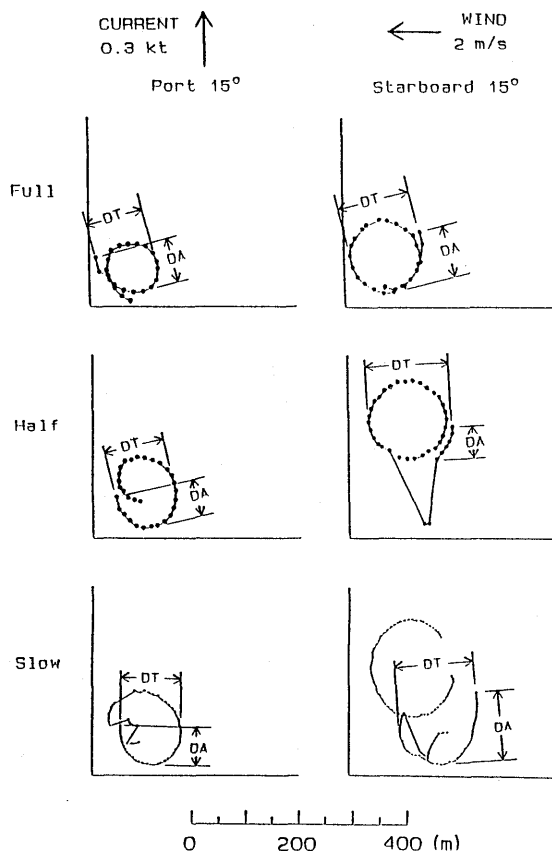 CURRENT
0.3 kt
WIND
2 m/s
Port 15°
Starboard 15°
Full
DT
DA
DT
DA
Half
DT
DA
DT
DA
Slow
DT
DA
DT
DA
0 200 400 (m)